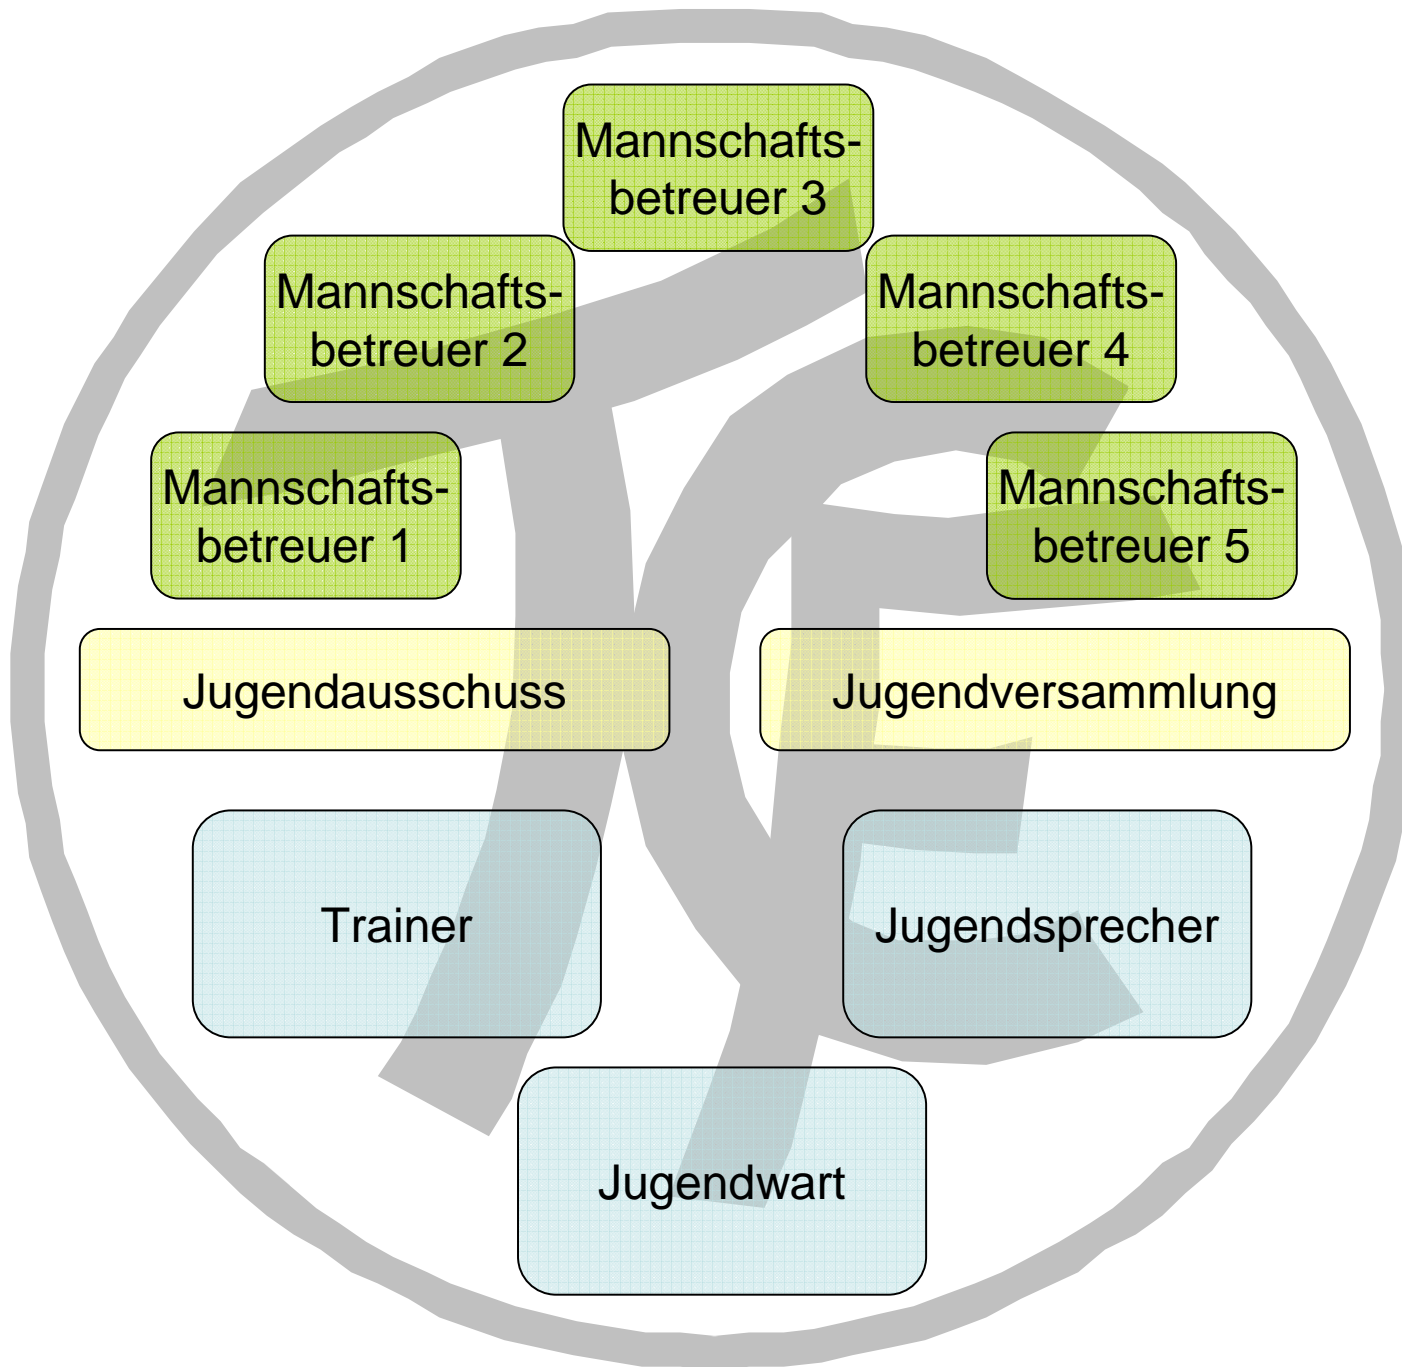 Mannschafts-
betreuer 3
Mannschafts-
betreuer 2
Mannschafts-
betreuer 4
Mannschafts-
betreuer 1
Mannschafts-
betreuer 5
Jugendausschuss
Jugendversammlung
Trainer
Jugendsprecher
Jugendwart